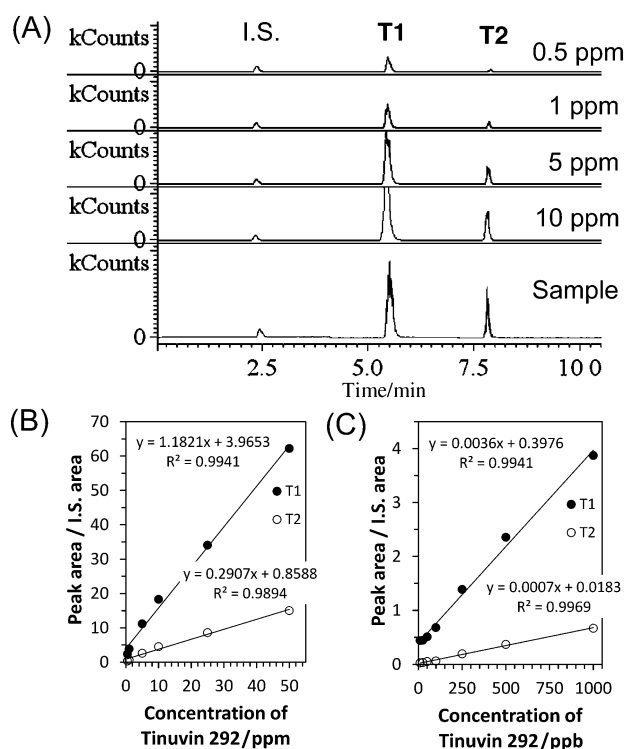 (A)
I.S. T1 T2
kCounts 0 0.5 ppm
kCounts 0 1 ppm
kCounts 0 5 ppm
kCounts 0 10 ppm
kCounts 0 Sample
2.5 5.0 7.5 10 0
Time/min
(B)
Peak area / I.S. area
70
60
50
40
30
20
10
0
y = 1.1821x + 3.9653
R² = 0.9941
T1
T2
y = 0.2907x + 0.8588
R² = 0.9894
0 10 20 30 40 50
Concentration of
Tinuvin 292/ppm
(C)
Peak area / I.S. area
4
3
2
1
0
y = 0.0036x + 0.3976
R² = 0.9941
T1
T2
y = 0.0007x + 0.0183
R² = 0.9969
0 250 500 750 1000
Concentration of
Tinuvin 292/ppb